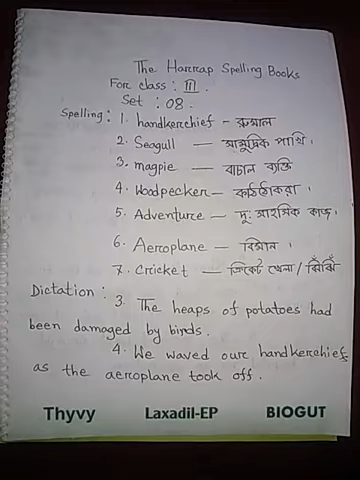 The Harrap Spelling Books
For class : III.
Set : 08.
Spelling : 1. handkerchief - রুমাল
2. Seagull — সামুদ্রিক পাখি।
3. magpie — বাচাল ব্যক্তি
4. Woodpecker — কাঠঠোকরা।
5. Adventure — দুঃসাহসিক কাজ।
6. Aeroplane — বিমান।
7. Cricket — ক্রিকেট খেলা / ঝিঁঝিঁ
Dictation : 3. The heaps of potatoes had
been damaged by birds.
4. We waved our handkerchiefs
as the aeroplane took off.
Thyvy Laxadil-EP BIOGUT